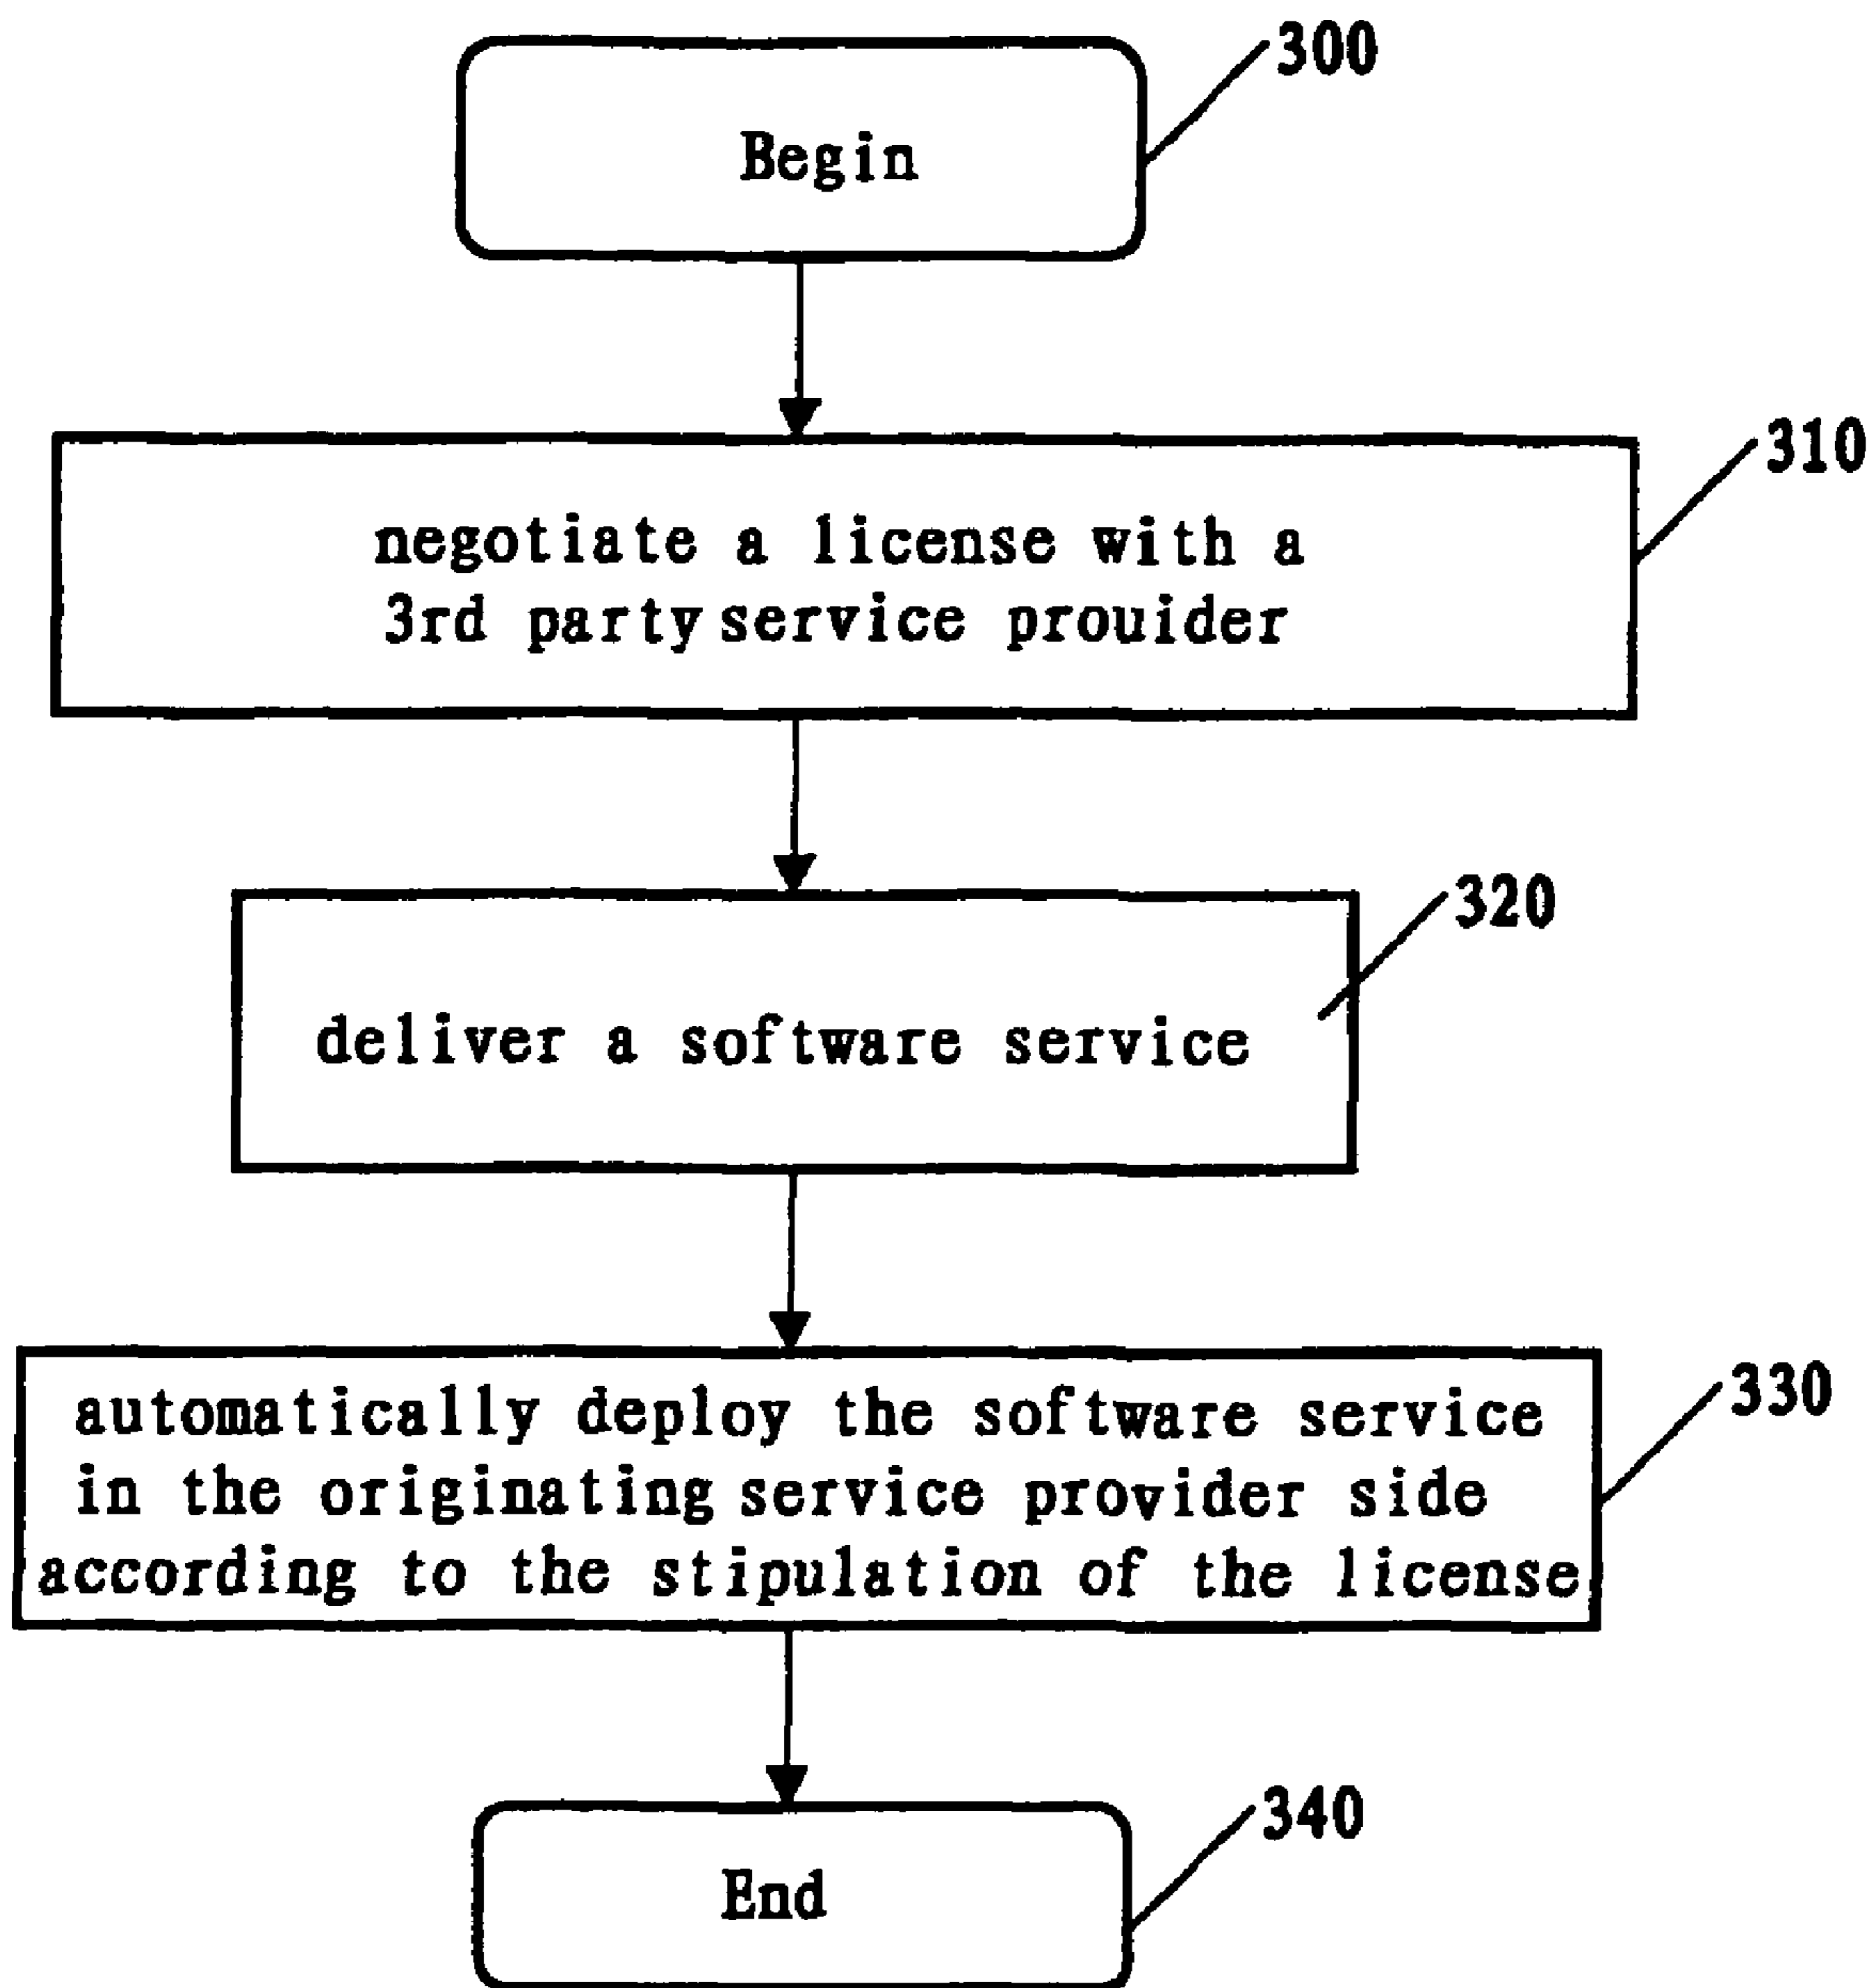 300
Begin
310
negotiate a license with a
3rd party service prouider
320
deliver a software service
330
automatically deploy the software service
in the originating service provider side
according to the stipulation of the license
340
End